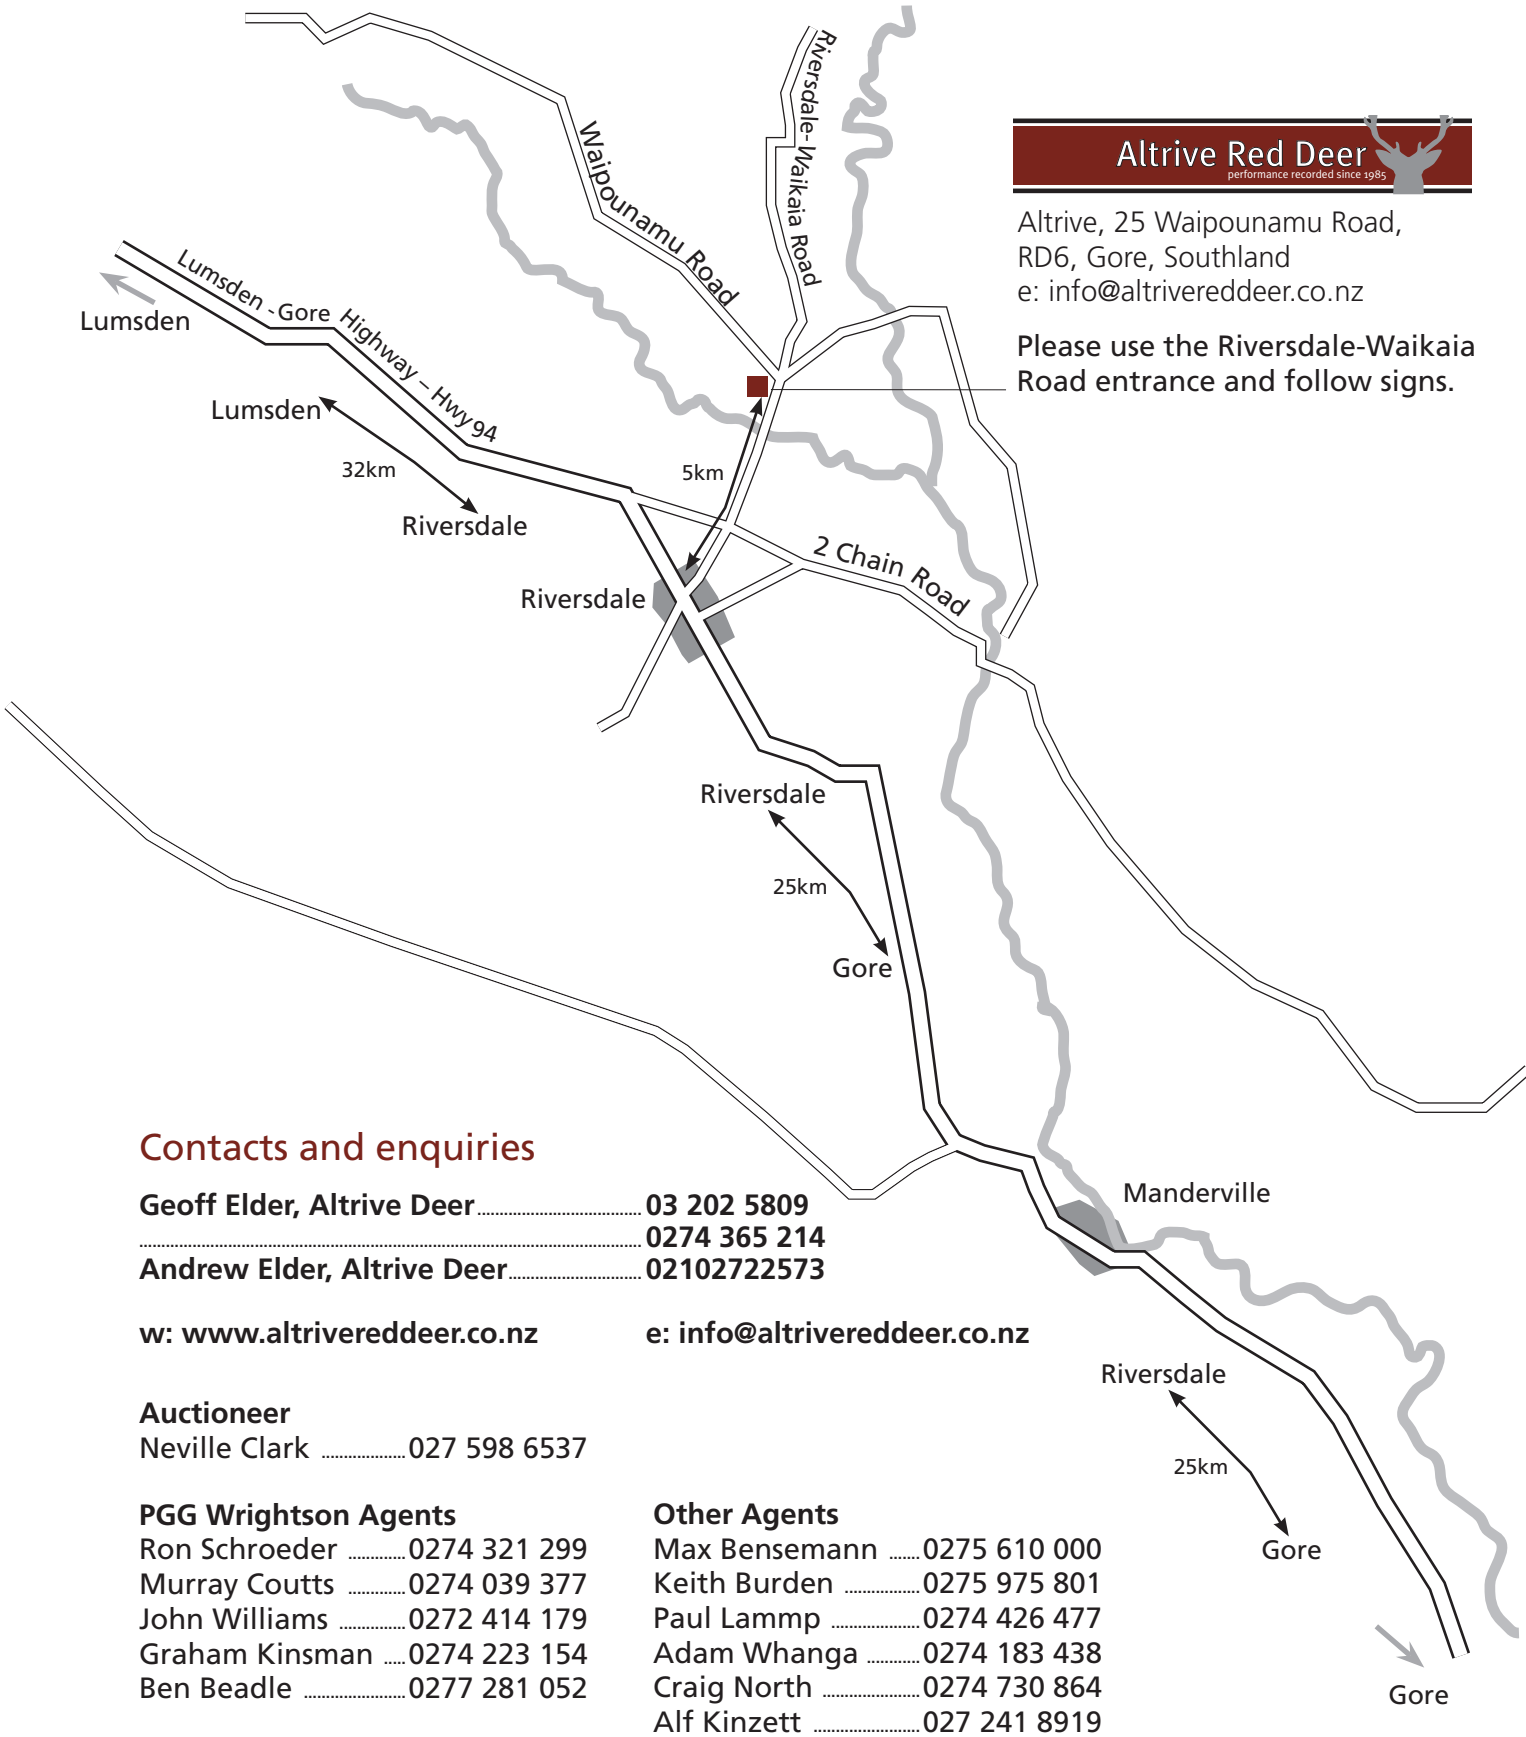 Riversdale-Waikaia Road
Waipounamu Road
Altrive Red Deer
performance recorded since 1985
Altrive, 25 Waipounamu Road,
RD6, Gore, Southland
e: info@altrivereddeer.co.nz
Please use the Riversdale-Waikaia
Road entrance and follow signs.
Lumsden - Gore Highway – Hwy 94
Lumsden
Lumsden
32km
Riversdale
5km
2 Chain Road
Riversdale
Riversdale
25km
Gore
Contacts and enquiries
Geoff Elder, Altrive Deer ..................................... 03 202 5809
..................................................................................................... 0274 365 214
Andrew Elder, Altrive Deer .............................. 02102722573
w: www.altrivereddeer.co.nz e: info@altrivereddeer.co.nz
Manderville
Riversdale
25km
Gore
Gore
Auctioneer
Neville Clark ................... 027 598 6537
PGG Wrightson Agents
Ron Schroeder ............. 0274 321 299
Murray Coutts ............. 0274 039 377
John Williams ............... 0272 414 179
Graham Kinsman ..... 0274 223 154
Ben Beadle ....................... 0277 281 052
Other Agents
Max Bensemann ....... 0275 610 000
Keith Burden ................. 0275 975 801
Paul Lammp .................... 0274 426 477
Adam Whanga ............ 0274 183 438
Craig North ...................... 0274 730 864
Alf Kinzett ........................ 027 241 8919